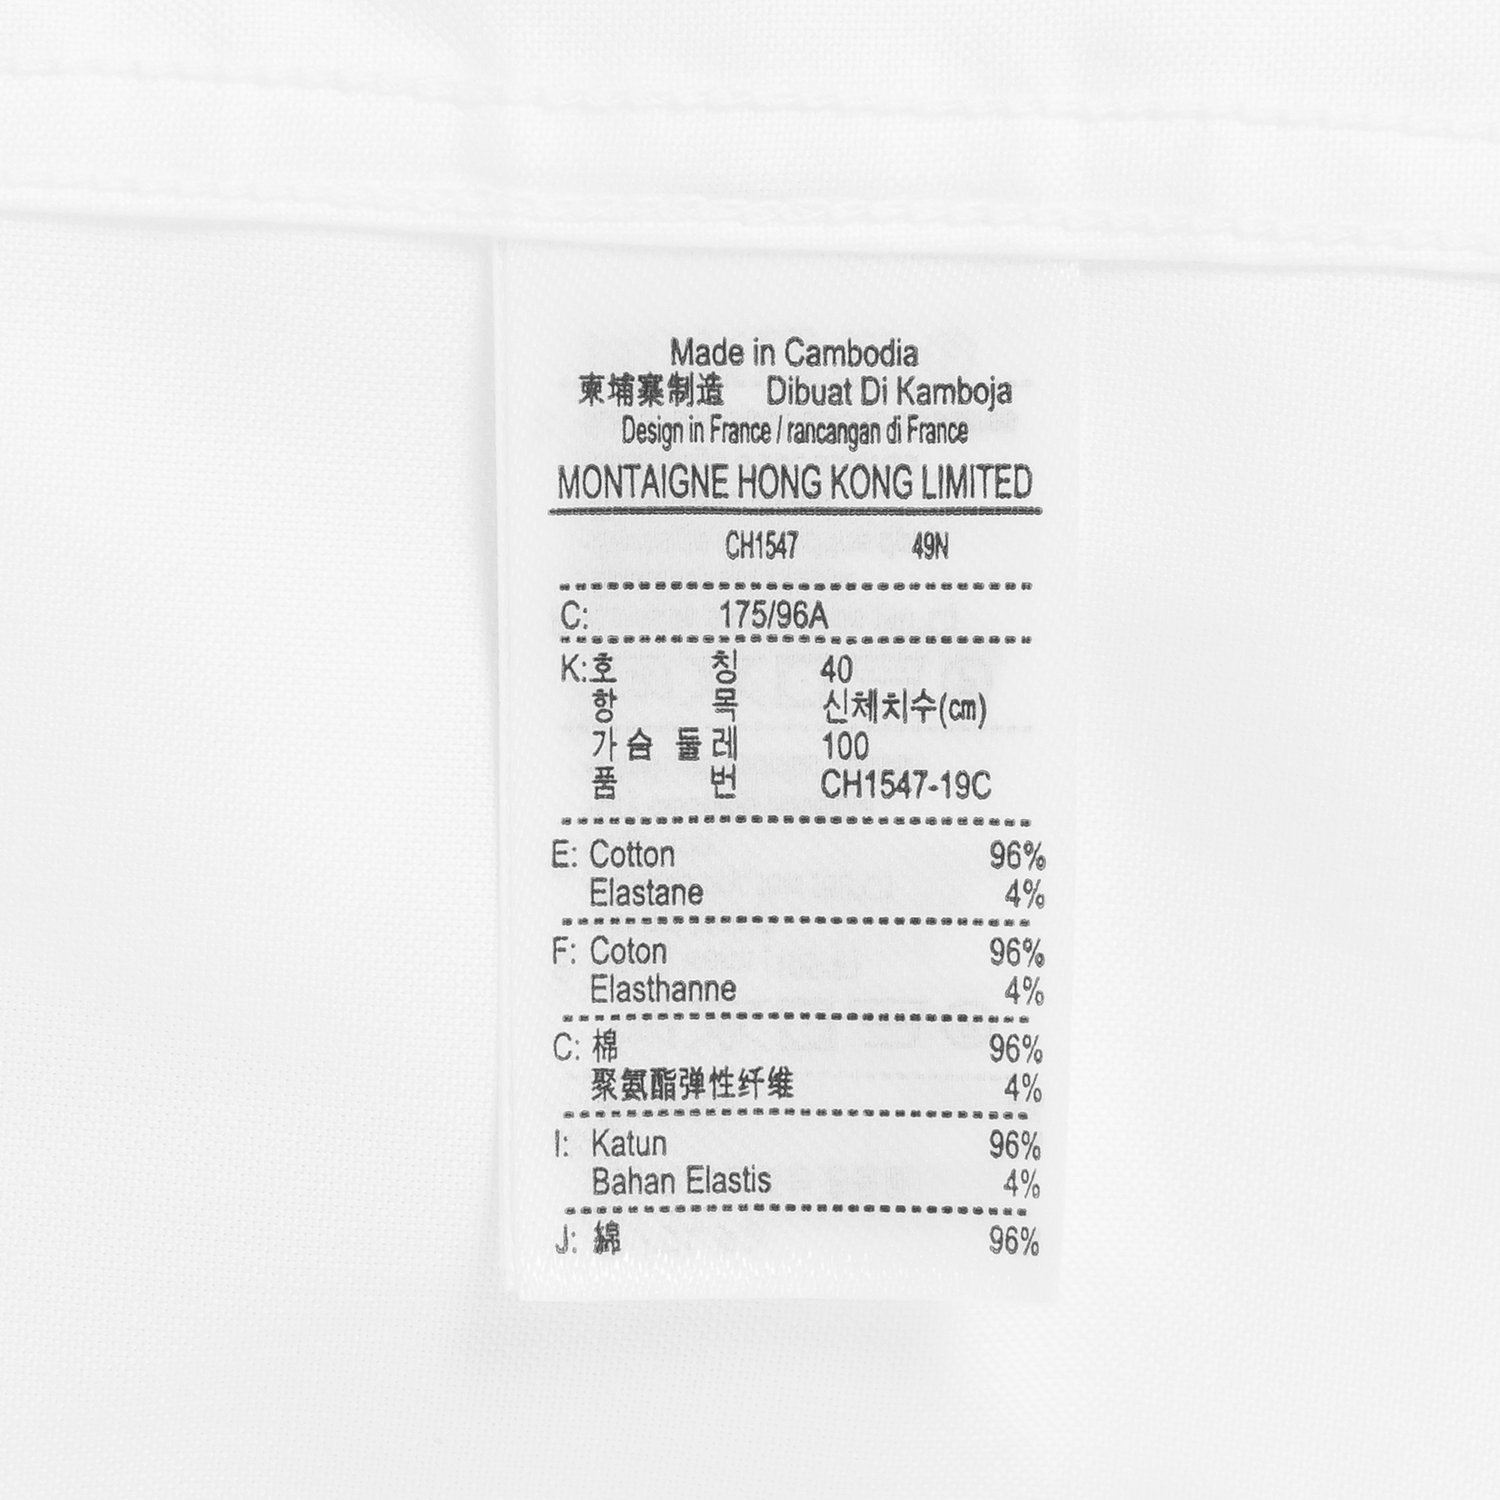 Made in Cambodia
柬埔寨制造 Dibuat Di Kamboja
Design in France / rancangan di France
MONTAIGNE HONG KONG LIMITED
CH1547 49N
C: 175/96A
K:호 칭 40
항 목 신체치수(cm)
가 슴 둘 레 100
품 번 CH1547-19C
E: Cotton 96%
Elastane 4%
F: Coton 96%
Elasthanne 4%
C: 棉 96%
聚氨酯弹性纤维 4%
I: Katun 96%
Bahan Elastis 4%
J: 綿 96%